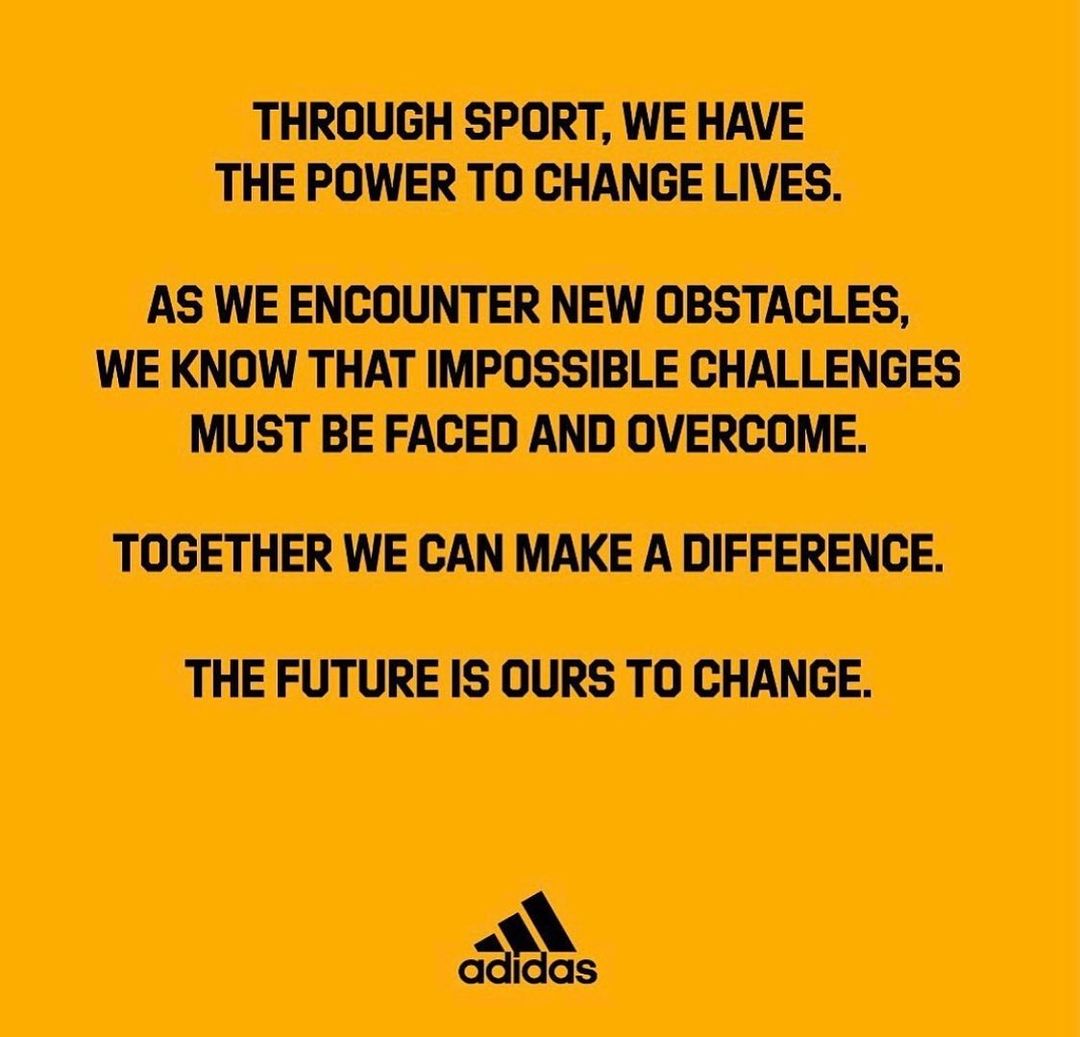 THROUGH SPORT, WE HAVE
THE POWER TO CHANGE LIVES.
AS WE ENCOUNTER NEW OBSTACLES,
WE KNOW THAT IMPOSSIBLE CHALLENGES
MUST BE FACED AND OVERCOME.
TOGETHER WE CAN MAKE A DIFFERENCE.
THE FUTURE IS OURS TO CHANGE.
adidas